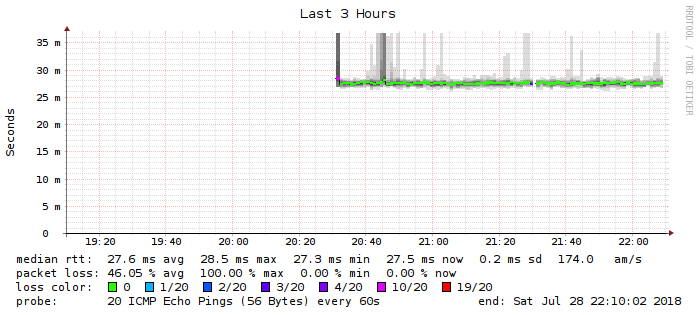 Last 3 Hours
RRDTOOL / TOBI OETIKER
Seconds
35 m
30 m
25 m
20 m
15 m
10 m
5 m
0
19:20 19:40 20:00 20:20 20:40 21:00 21:20 21:40 22:00
median rtt: 27.6 ms avg 28.5 ms max 27.3 ms min 27.5 ms now 0.2 ms sd 174.0 am/s
packet loss: 46.05 % avg 100.00 % max 0.00 % min 0.00 % now
loss color: 0 1/20 2/20 3/20 4/20 10/20 19/20
probe: 20 ICMP Echo Pings (56 Bytes) every 60s end: Sat Jul 28 22:10:02 2018